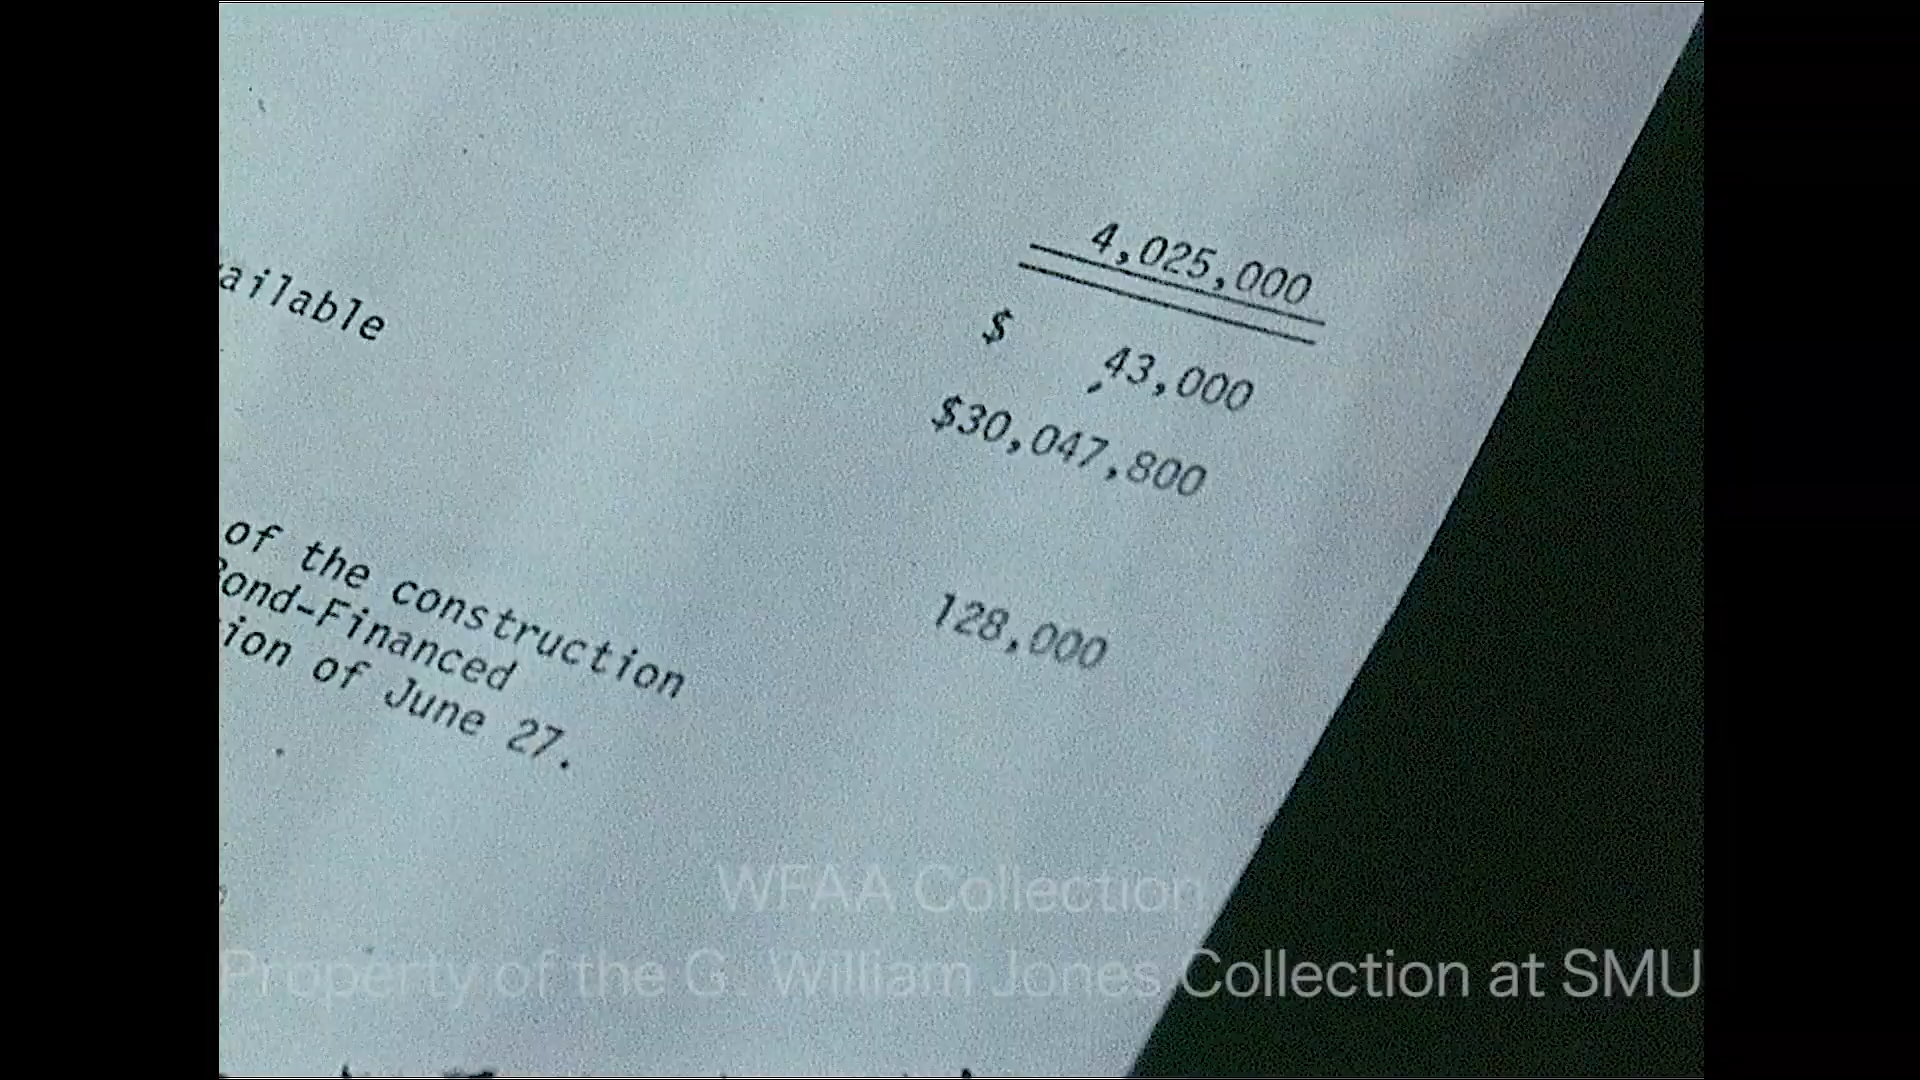 4,025,000
ailable
$ 43,000
$30,047,800
of the construction
Bond-Financed
128,000
ion of June 27.
WFAA Collection
Property of the G. William Jones Collection at SMU